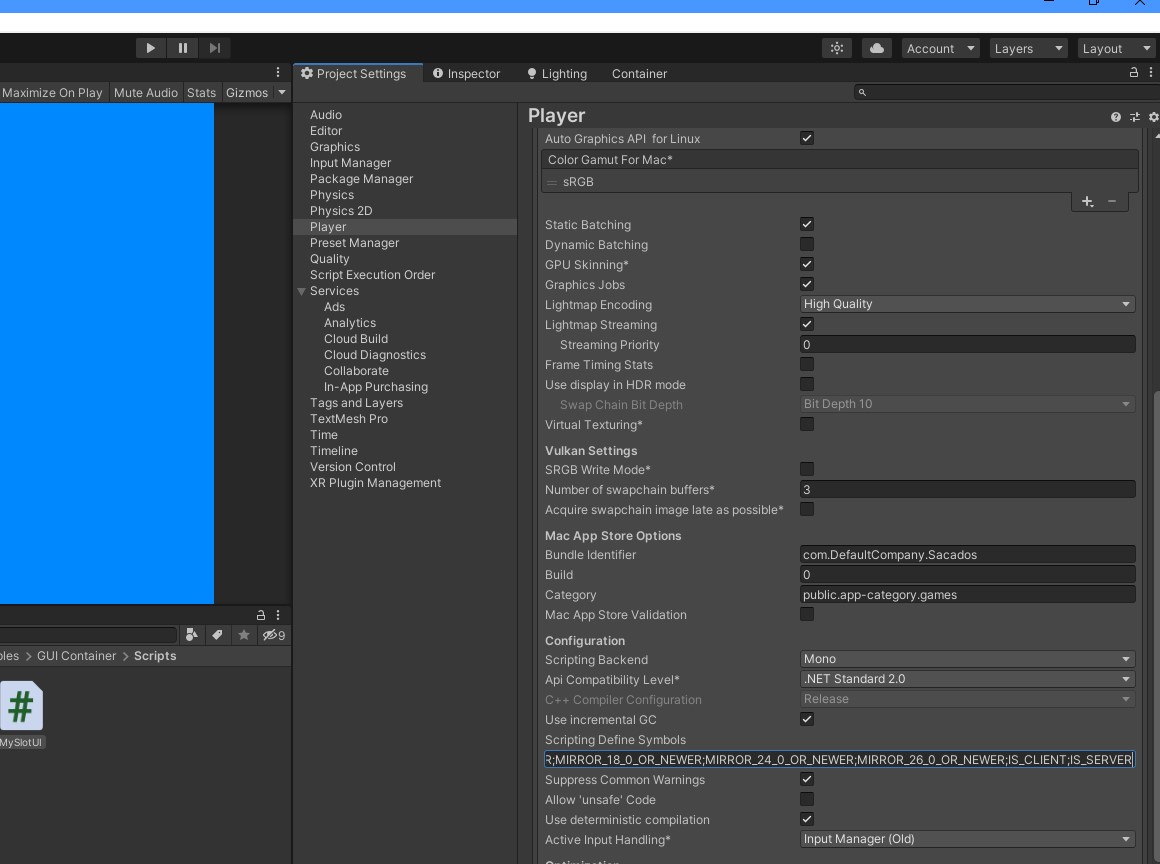 Account
Layers
Layout
Project Settings
Inspector
Lighting
Container
Maximize On Play
Mute Audio
Stats
Gizmos
Audio
Editor
Graphics
Input Manager
Package Manager
Physics
Physics 2D
Player
Preset Manager
Quality
Script Execution Order
Services
Ads
Analytics
Cloud Build
Cloud Diagnostics
Collaborate
In-App Purchasing
Tags and Layers
TextMesh Pro
Time
Timeline
Version Control
XR Plugin Management
Player
Auto Graphics API for Linux
Color Gamut For Mac*
sRGB
Static Batching
Dynamic Batching
GPU Skinning*
Graphics Jobs
Lightmap Encoding High Quality
Lightmap Streaming
Streaming Priority 0
Frame Timing Stats
Use display in HDR mode
Swap Chain Bit Depth Bit Depth 10
Virtual Texturing*
Vulkan Settings
SRGB Write Mode*
Number of swapchain buffers* 3
Acquire swapchain image late as possible*
Mac App Store Options
Bundle Identifier com.DefaultCompany.Sacados
Build 0
Category public.app-category.games
Mac App Store Validation
Configuration
Scripting Backend Mono
Api Compatibility Level* .NET Standard 2.0
C++ Compiler Configuration Release
Use incremental GC
Scripting Define Symbols
R;MIRROR_18_0_OR_NEWER;MIRROR_24_0_OR_NEWER;MIRROR_26_0_OR_NEWER;IS_CLIENT;IS_SERVER
Suppress Common Warnings
Allow 'unsafe' Code
Use deterministic compilation
Active Input Handling* Input Manager (Old)
9
ples > GUI Container > Scripts
#
MySlotUI